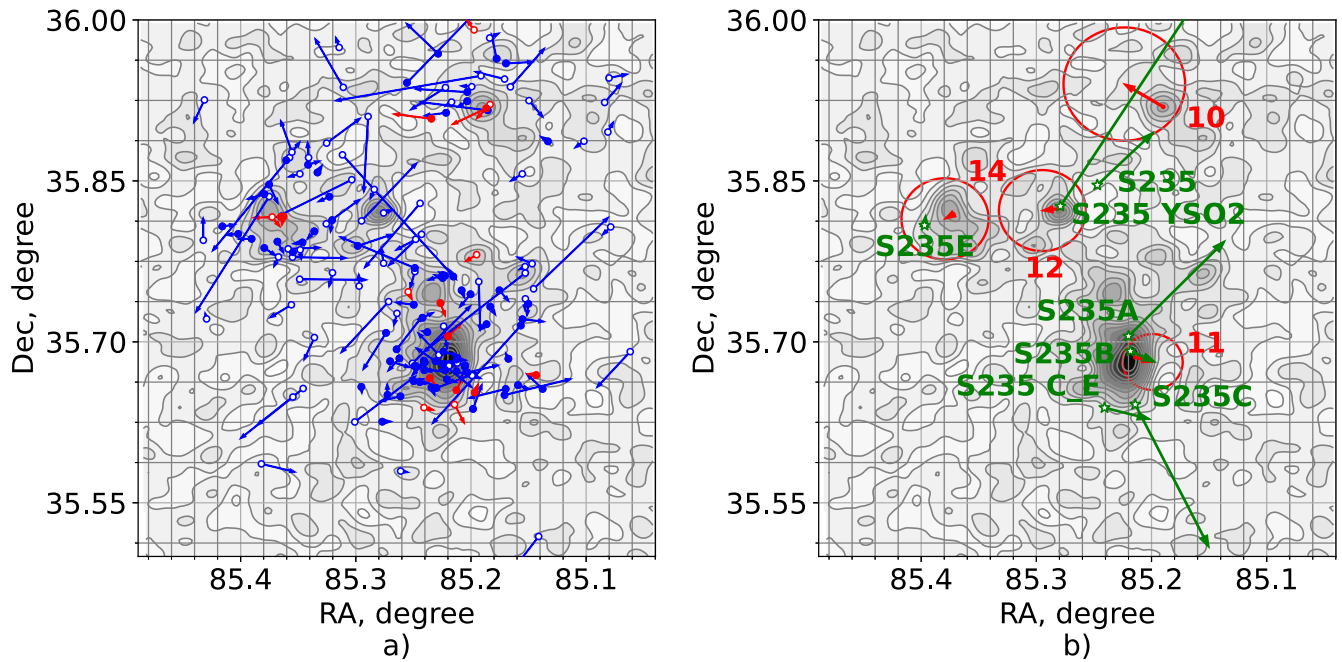 36.00
35.85
35.70
35.55
Dec, degree
85.4 85.3 85.2 85.1
RA, degree
a)
36.00
35.85
35.70
35.55
Dec, degree
10
14
S235
S235 YSO2
S235E
12
S235A
11
S235B
S235 C_E
S235C
85.4 85.3 85.2 85.1
RA, degree
b)